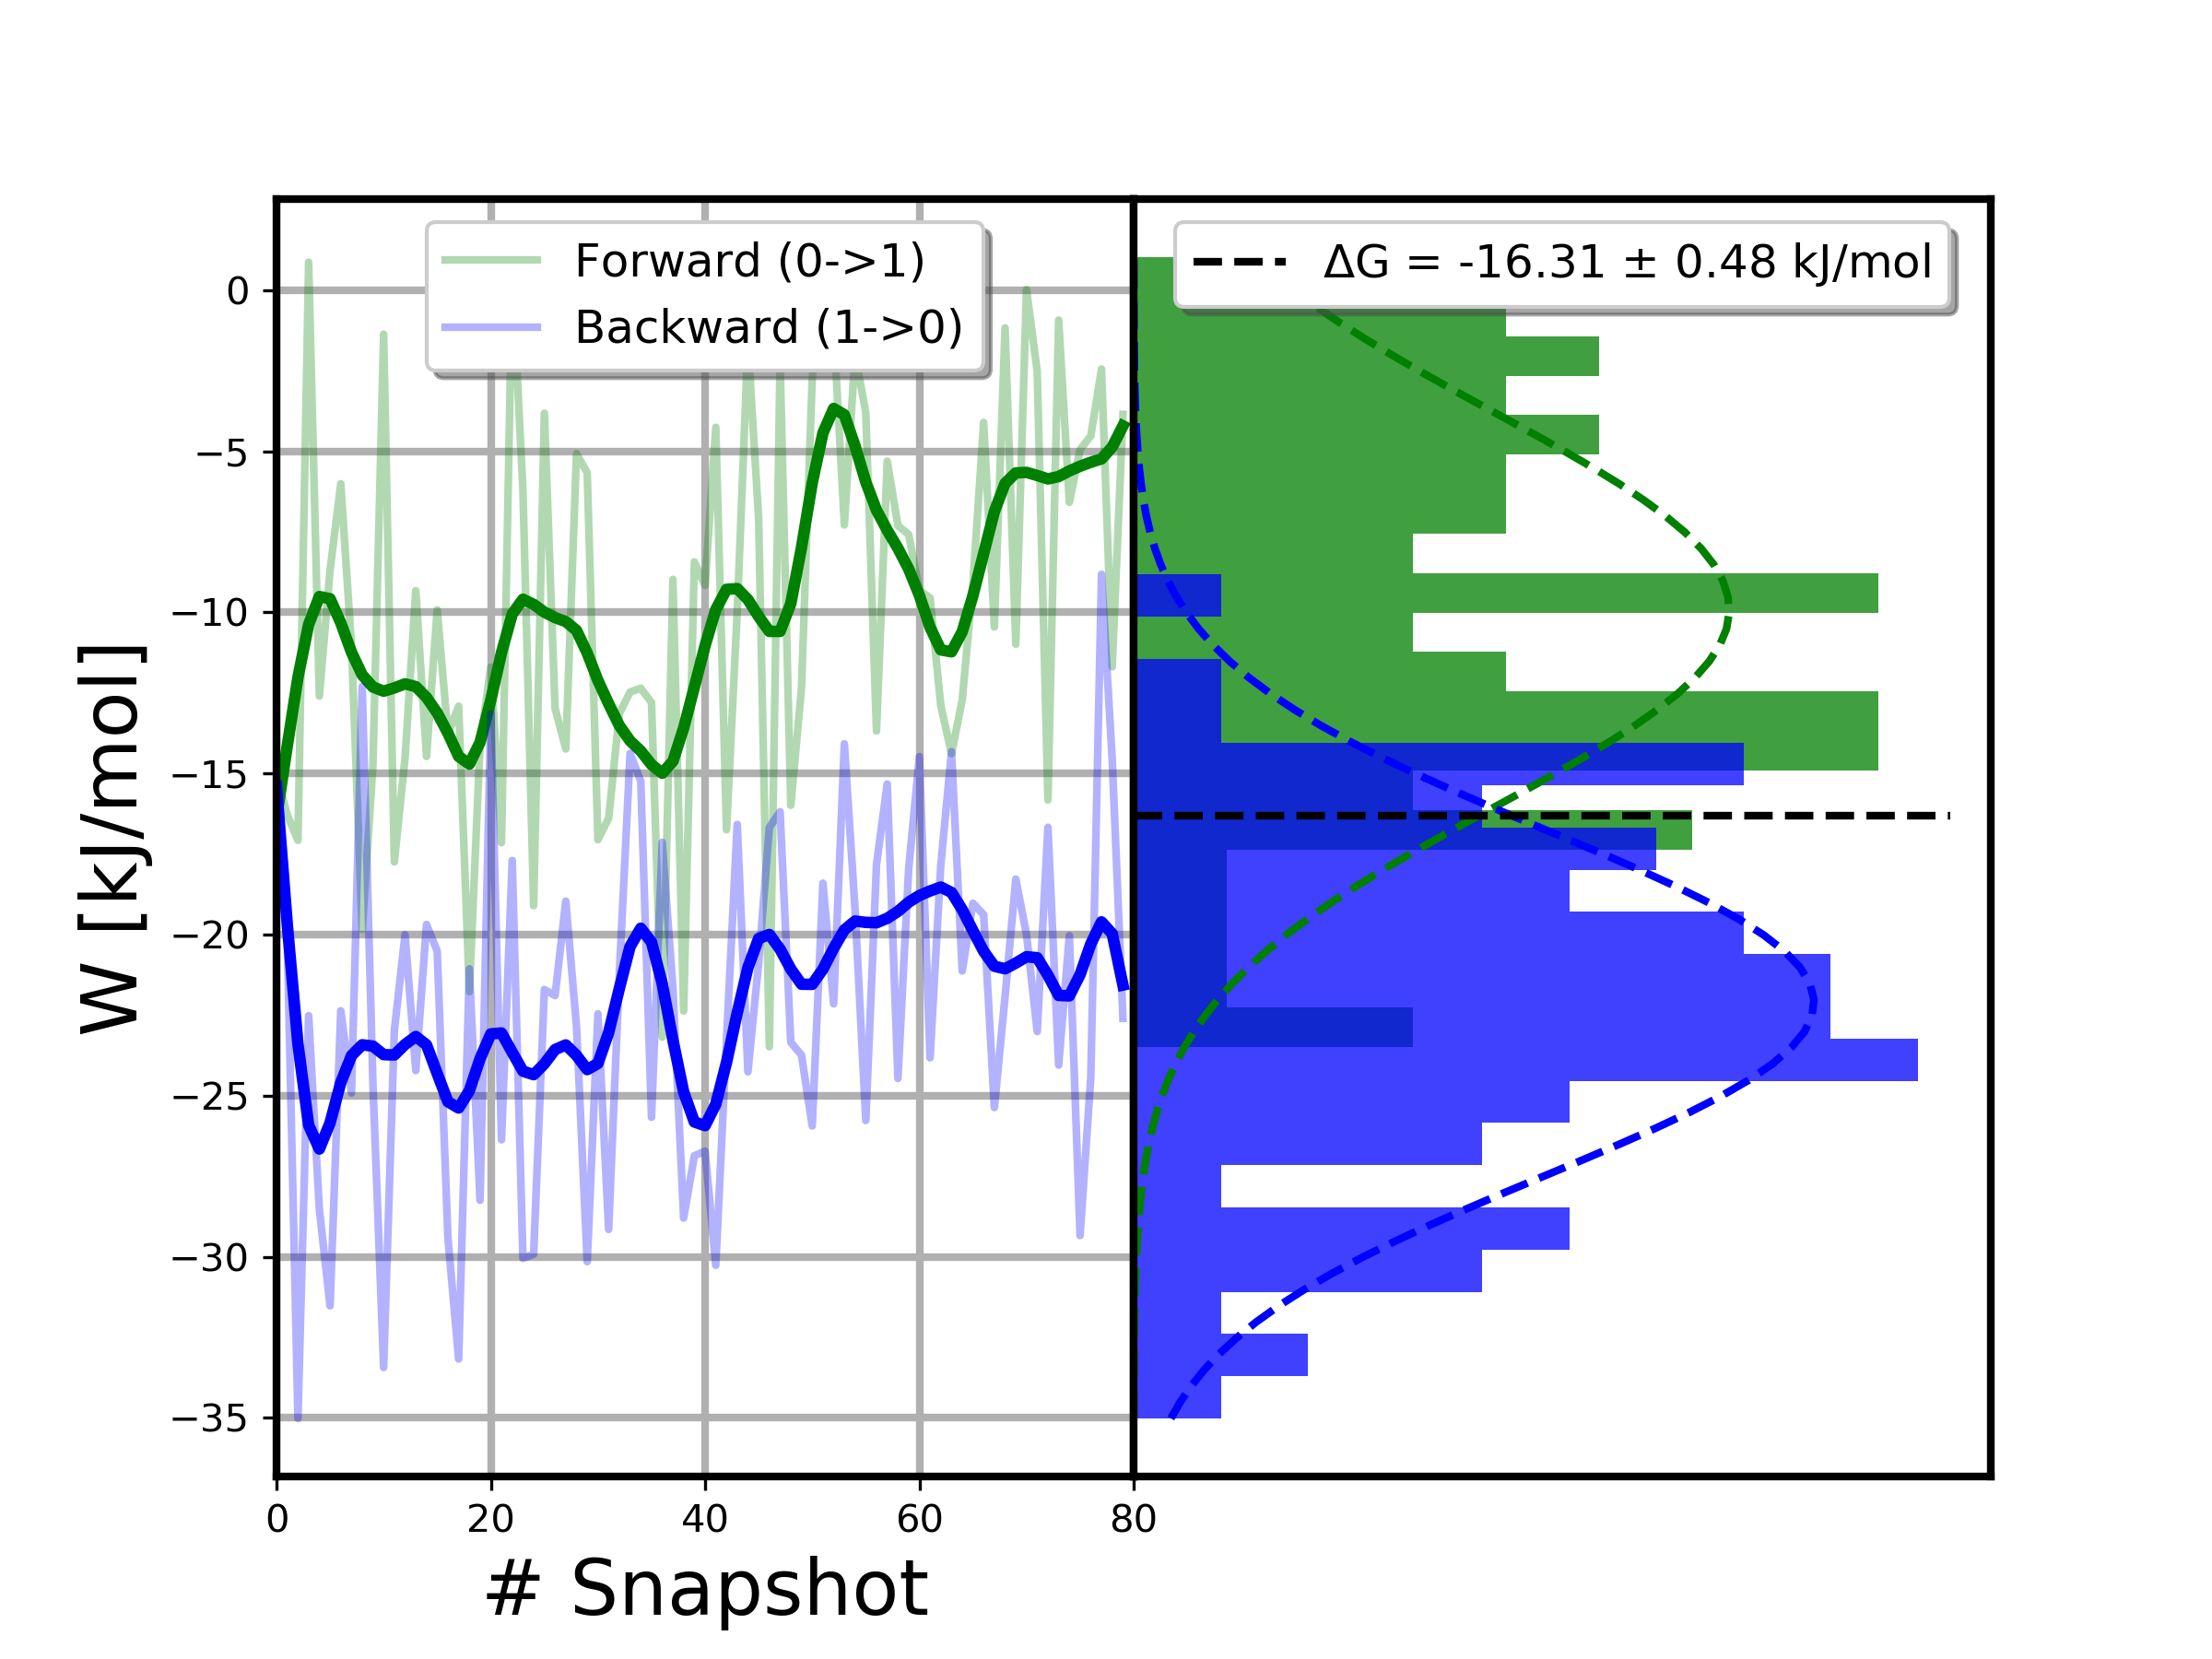 Forward (0->1)
Backward (1->0)
ΔG = -16.31 ± 0.48 kJ/mol
W [kJ/mol]
0
−5
−10
−15
−20
−25
−30
−35
0 20 40 60 80
# Snapshot